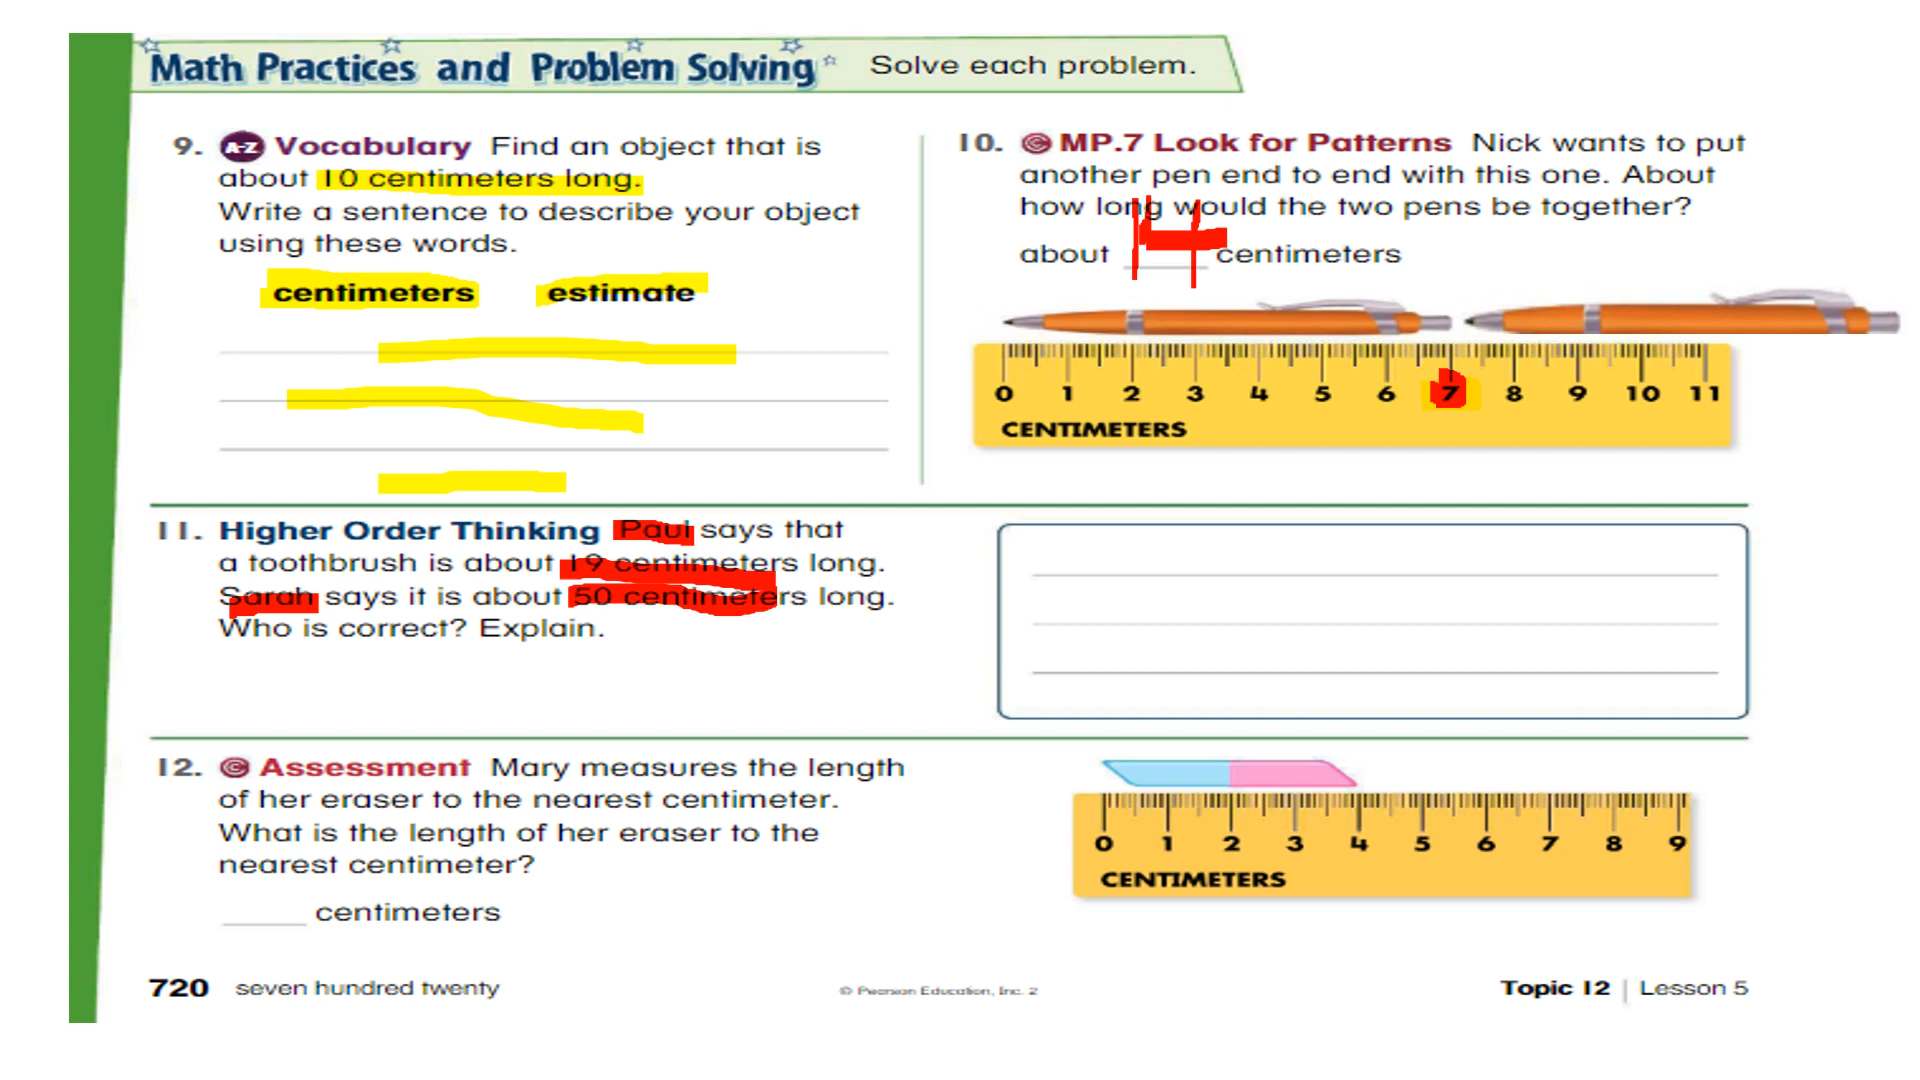 Math Practices and Problem Solving Solve each problem.
9. A-Z Vocabulary Find an object that is
about 10 centimeters long.
Write a sentence to describe your object
using these words.
centimeters estimate
10. MP.7 Look for Patterns Nick wants to put
another pen end to end with this one. About
how long would the two pens be together?
about 14 centimeters
0 1 2 3 4 5 6 7 8 9 10 11
CENTIMETERS
11. Higher Order Thinking Paul says that
a toothbrush is about 19 centimeters long.
Sarah says it is about 50 centimeters long.
Who is correct? Explain.
12. Assessment Mary measures the length
of her eraser to the nearest centimeter.
What is the length of her eraser to the
nearest centimeter?
____ centimeters
0 1 2 3 4 5 6 7 8 9
CENTIMETERS
720 seven hundred twenty © Pearson Education, Inc. 2 Topic 12 | Lesson 5